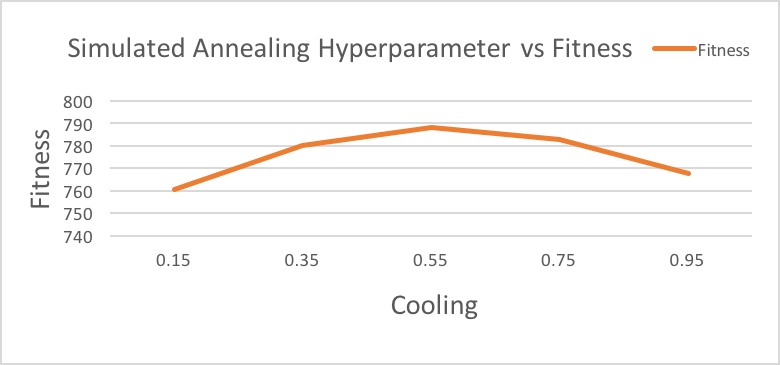 Simulated Annealing Hyperparameter vs Fitness
Fitness
Fitness
800
790
780
770
760
750
740
0.15 0.35 0.55 0.75 0.95
Cooling